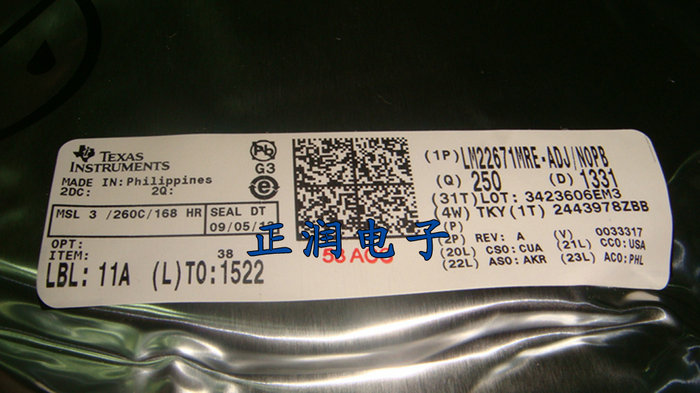 TEXAS
INSTRUMENTS
MADE IN: Philippines
2DC: 2Q:
MSL 3 /260C/168 HR
SEAL DT
09/05/
OPT:
ITEM: 38
LBL: 11A (L)TO:1522
Pb
G3
e
(1P) LM22671MRE-ADJ/NOPB
(Q) 250 (D) 1331
(31T) LOT: 3423606EM3
(4W) TKY(1T) 2443978ZBB
(P)
(2P) REV: A (V) 0033317
(20L) CSO: CUA (21L) CCO:USA
(22L) ASO: AKR (23L) ACO:PHL
正润电子